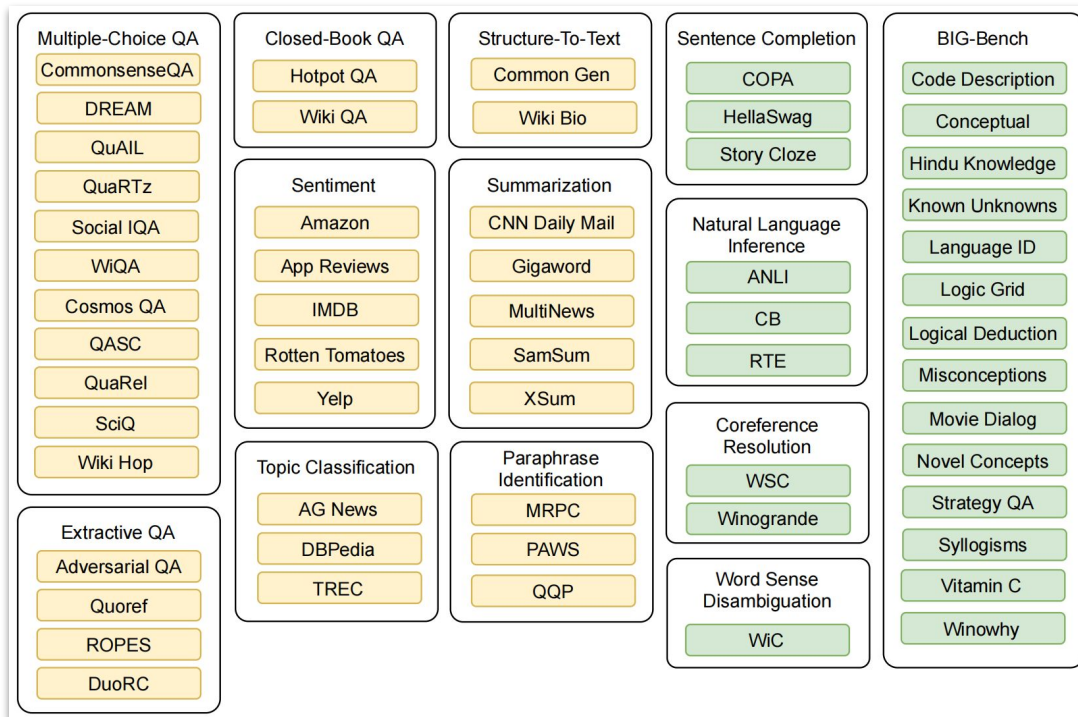 Multiple-Choice QA
CommonsenseQA
DREAM
QuAIL
QuaRTz
Social IQA
WiQA
Cosmos QA
QASC
QuaRel
SciQ
Wiki Hop
Extractive QA
Adversarial QA
Quoref
ROPES
DuoRC
Closed-Book QA
Hotpot QA
Wiki QA
Sentiment
Amazon
App Reviews
IMDB
Rotten Tomatoes
Yelp
Topic Classification
AG News
DBPedia
TREC
Structure-To-Text
Common Gen
Wiki Bio
Summarization
CNN Daily Mail
Gigaword
MultiNews
SamSum
XSum
Paraphrase
Identification
MRPC
PAWS
QQP
Sentence Completion
COPA
HellaSwag
Story Cloze
Natural Language
Inference
ANLI
CB
RTE
Coreference
Resolution
WSC
Winogrande
Word Sense
Disambiguation
WiC
BIG-Bench
Code Description
Conceptual
Hindu Knowledge
Known Unknowns
Language ID
Logic Grid
Logical Deduction
Misconceptions
Movie Dialog
Novel Concepts
Strategy QA
Syllogisms
Vitamin C
Winowhy